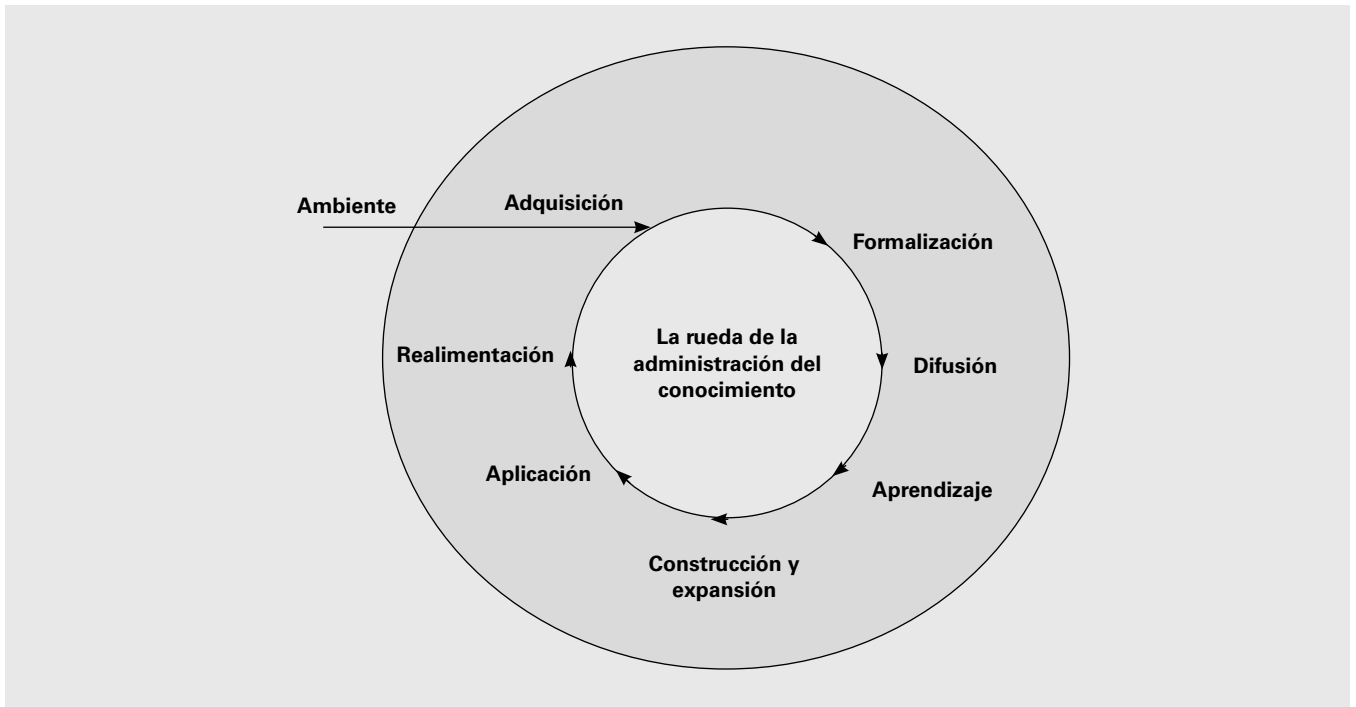 Ambiente
Adquisición
Formalización
La rueda de la
administración del
conocimiento
Realimentación
Difusión
Aplicación
Aprendizaje
Construcción y
expansión